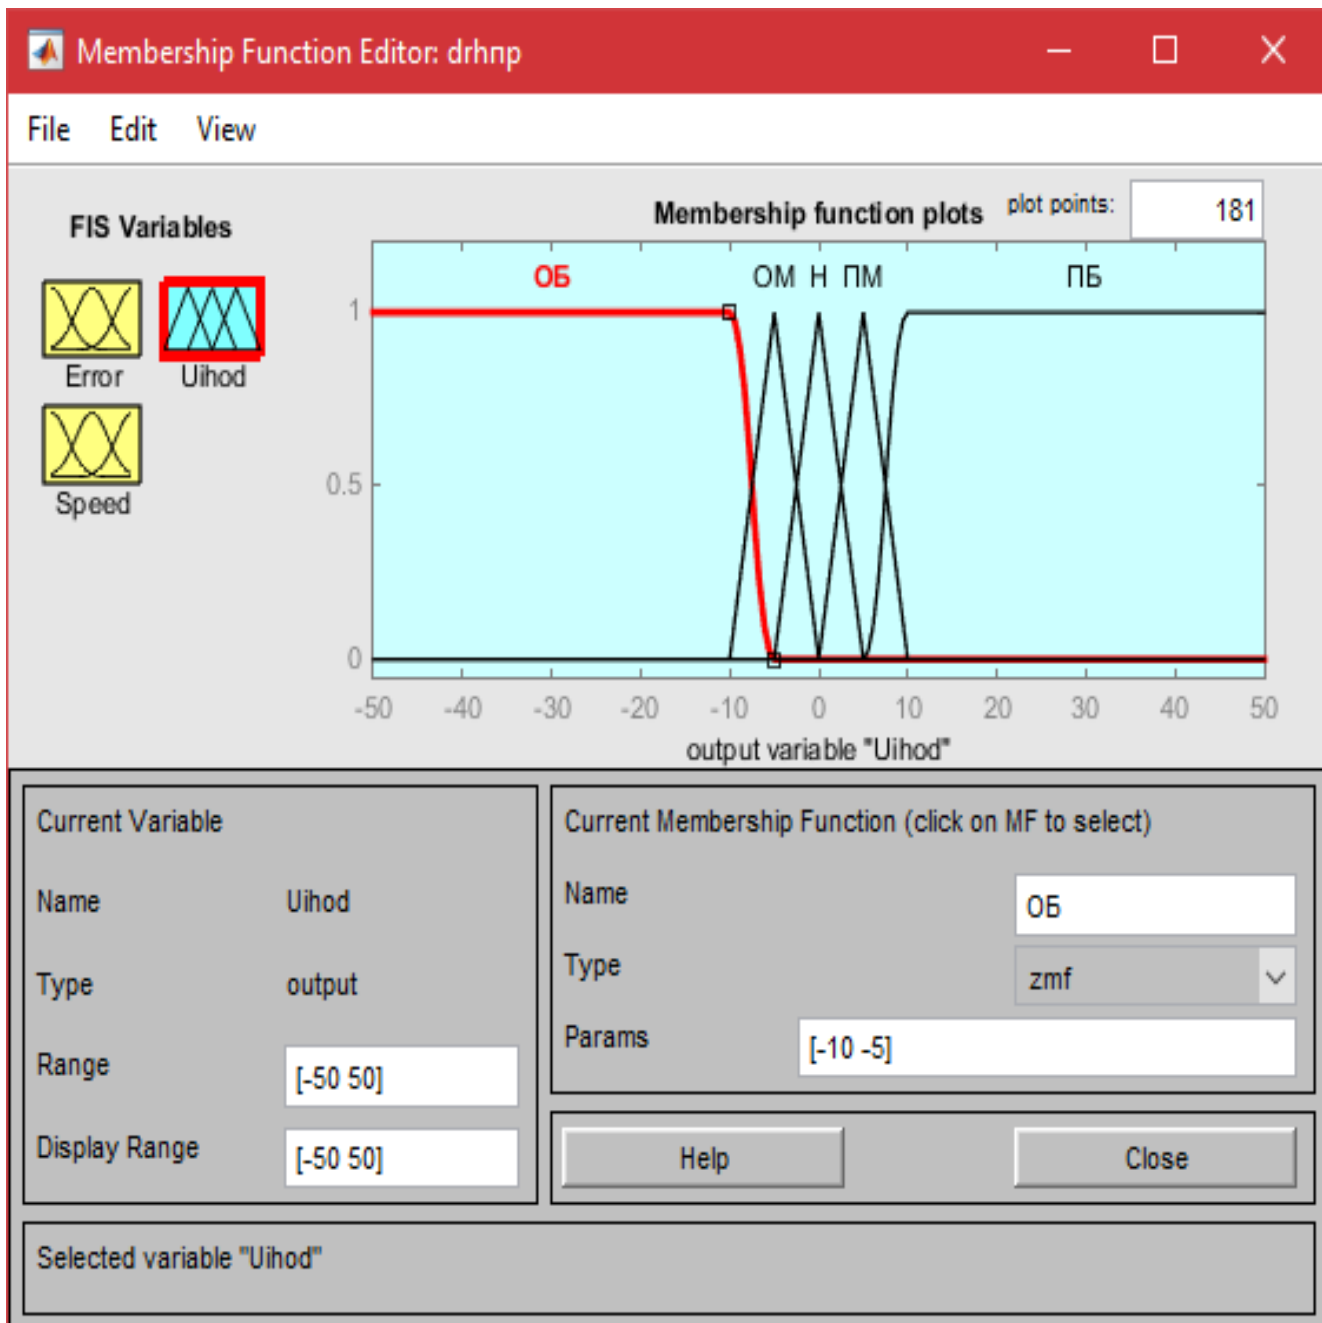 Membership Function Editor: drhпр
File Edit View
FIS Variables
Membership function plots
plot points:
181
Error
Uihod
Speed
ОБ ОМ Н ПМ ПБ
1
0.5
0
-50 -40 -30 -20 -10 0 10 20 30 40 50
output variable "Uihod"
Current Variable
Name Uihod
Type output
Range [-50 50]
Display Range [-50 50]
Current Membership Function (click on MF to select)
Name ОБ
Type zmf
Params [-10 -5]
Help Close
Selected variable "Uihod"